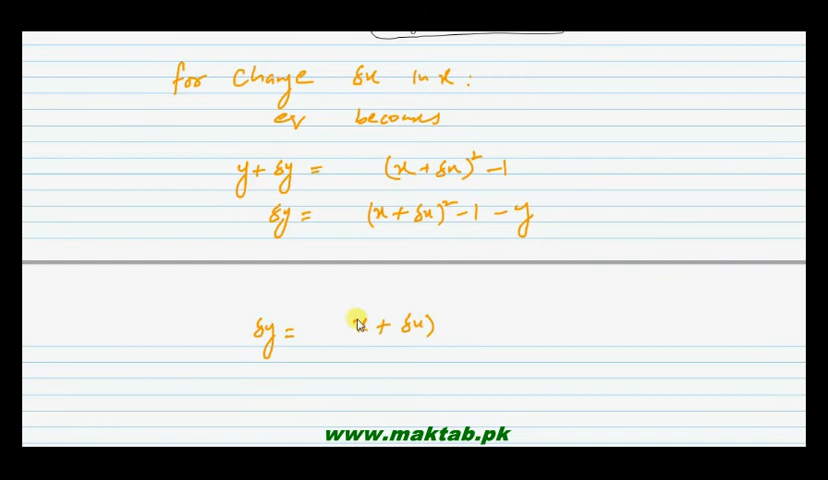 for Change δx in x:
eq becomes
y + δy = (x + δx)² - 1
δy = (x + δx)² - 1 - y
δy = x + δx)
www.maktab.pk